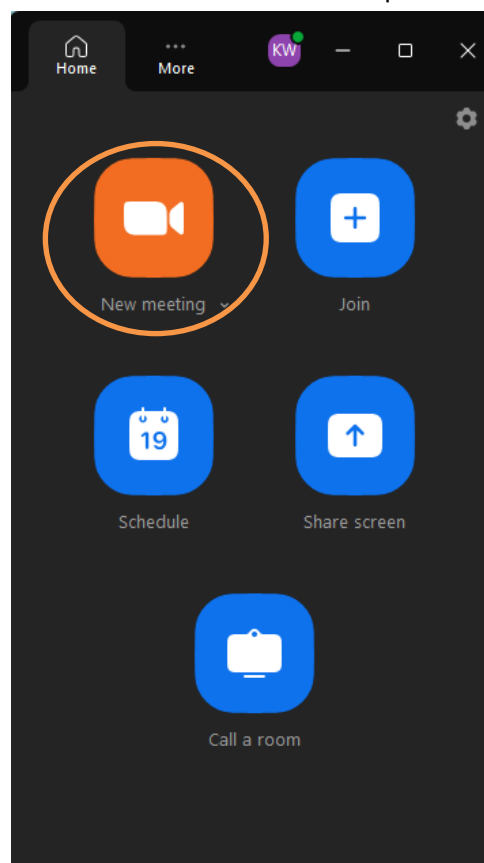 Home
More
KW
New meeting
Join
19
Schedule
Share screen
Call a room